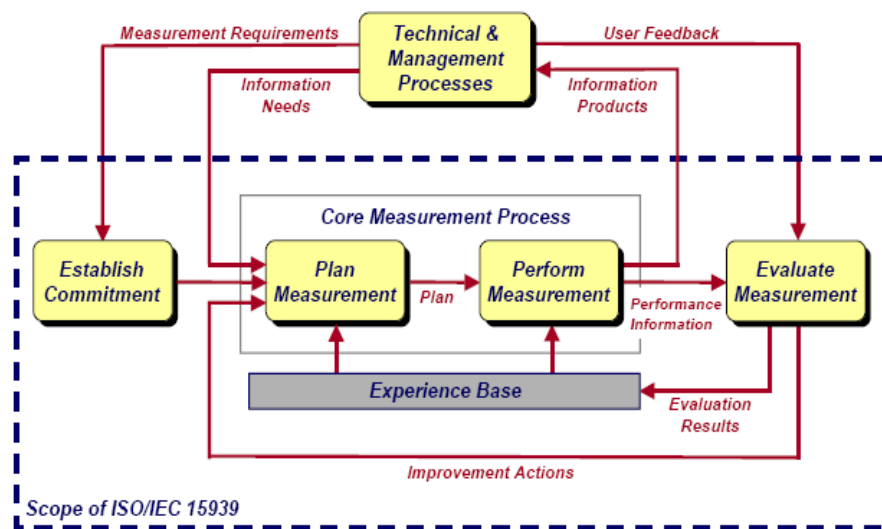 Measurement Requirements
Technical &
Management
Processes
User Feedback
Information
Needs
Information
Products
Core Measurement Process
Establish
Commitment
Plan
Measurement
Plan
Perform
Measurement
Performance
Information
Evaluate
Measurement
Experience Base
Evaluation
Results
Improvement Actions
Scope of ISO/IEC 15939